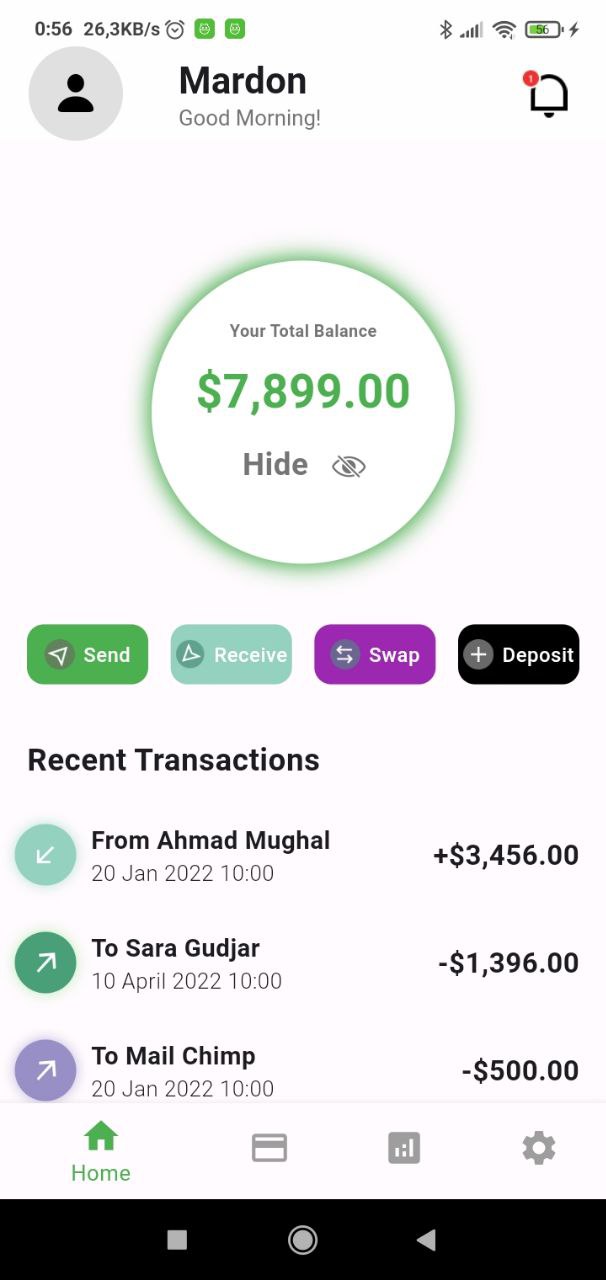 0:56 26,3KB/s 56
Mardon
1
Good Morning!
Your Total Balance
$7,899.00
Hide
Send Receive Swap Deposit
Recent Transactions
From Ahmad Mughal
+$3,456.00
20 Jan 2022 10:00
To Sara Gudjar
-$1,396.00
10 April 2022 10:00
To Mail Chimp
-$500.00
20 Jan 2022 10:00
Home